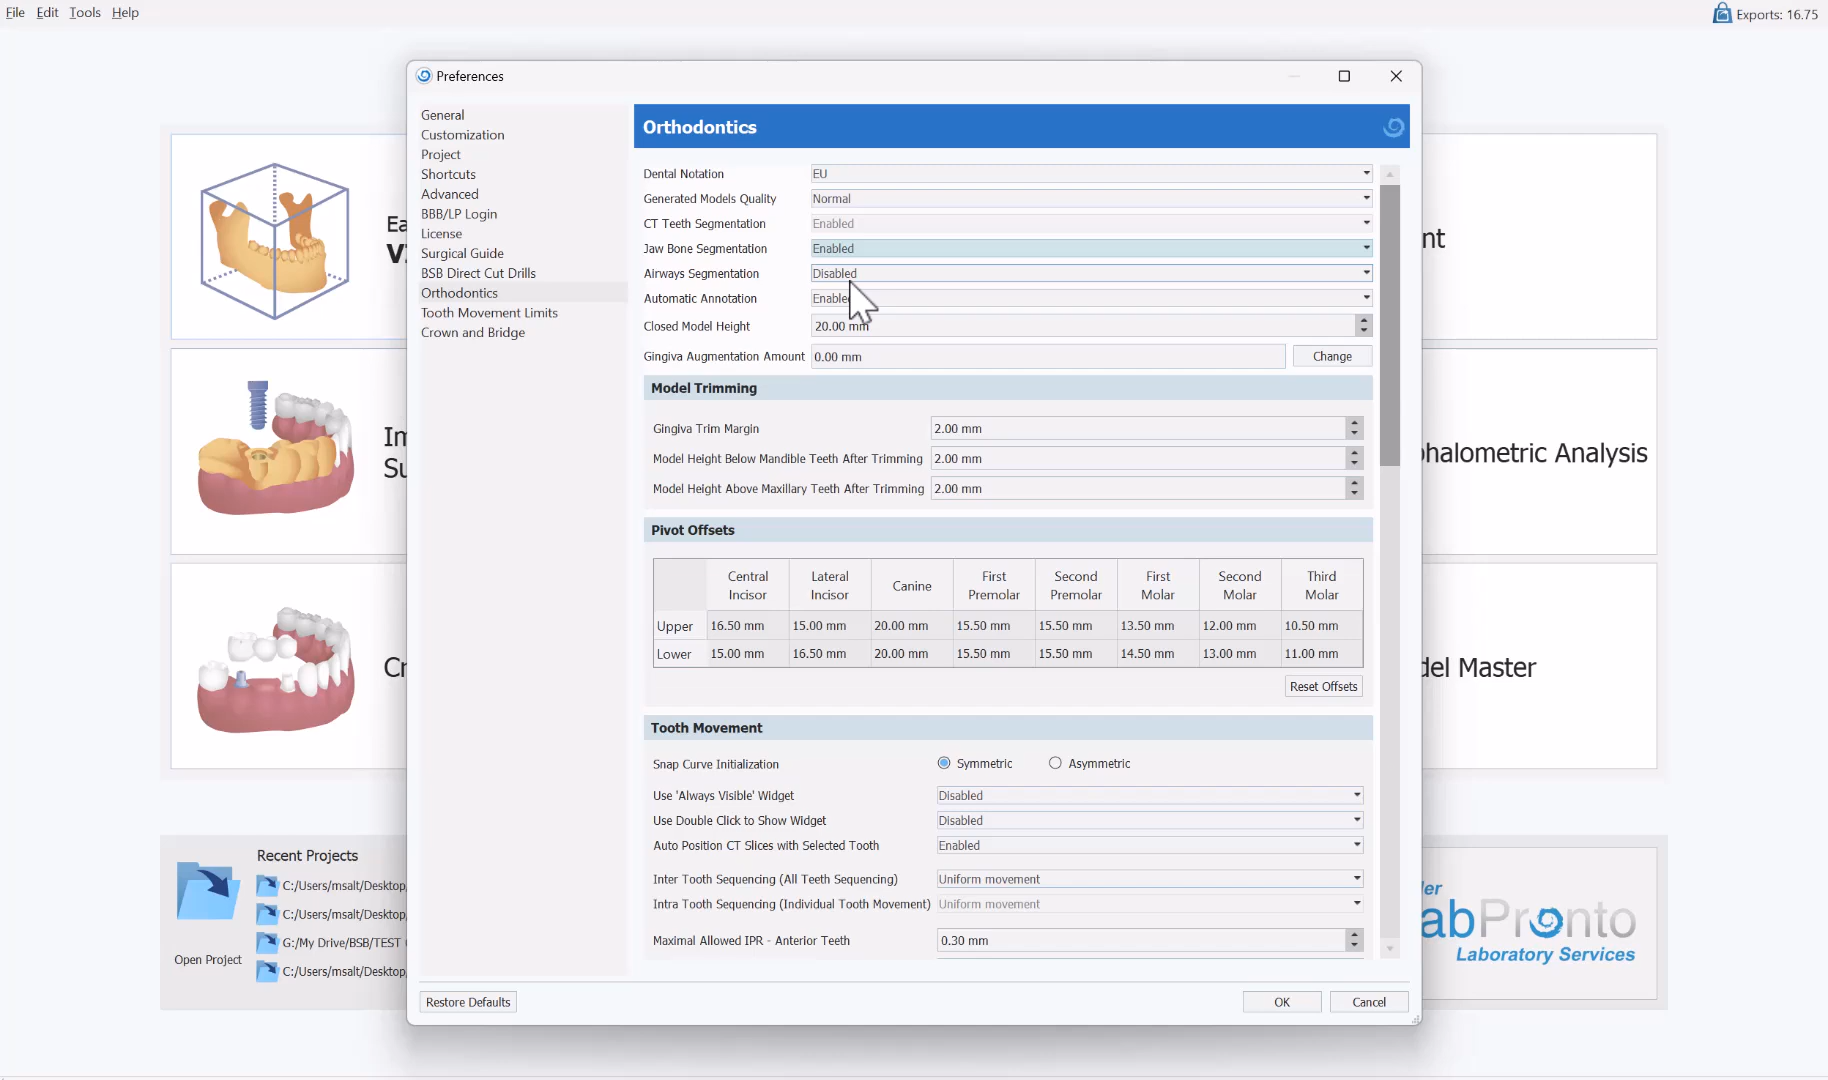 File Edit Tools Help
Exports: 16.75
Preferences
General
Customization
Project
Shortcuts
Advanced
BBB/LP Login
License
Surgical Guide
BSB Direct Cut Drills
Orthodontics
Tooth Movement Limits
Crown and Bridge
Orthodontics
Dental Notation EU
Generated Models Quality Normal
CT Teeth Segmentation Enabled
Jaw Bone Segmentation Enabled
Airways Segmentation Disabled
Automatic Annotation Enable
Closed Model Height 20.00 mm
Gingiva Augmentation Amount 0.00 mm Change
Model Trimming
Gingiva Trim Margin 2.00 mm
Model Height Below Mandible Teeth After Trimming 2.00 mm
Model Height Above Maxillary Teeth After Trimming 2.00 mm
Pivot Offsets
Central Incisor Lateral Incisor Canine First Premolar Second Premolar First Molar Second Molar Third Molar
Upper 16.50 mm 15.00 mm 20.00 mm 15.50 mm 15.50 mm 13.50 mm 12.00 mm 10.50 mm
Lower 15.00 mm 16.50 mm 20.00 mm 15.50 mm 15.50 mm 14.50 mm 13.00 mm 11.00 mm
Reset Offsets
Tooth Movement
Snap Curve Initialization Symmetric Asymmetric
Use 'Always Visible' Widget Disabled
Use Double Click to Show Widget Disabled
Auto Position CT Slices with Selected Tooth Enabled
Inter Tooth Sequencing (All Teeth Sequencing) Uniform movement
Intra Tooth Sequencing (Individual Tooth Movement) Uniform movement
Maximal Allowed IPR - Anterior Teeth 0.30 mm
Restore Defaults OK Cancel
Ea
V
Im
Su
Cr
nt
phalometric Analysis
del Master
Recent Projects
C:/Users/msalt/Desktop
C:/Users/msalt/Desktop
G:/My Drive/BSB/TEST
C:/Users/msalt/Desktop
Open Project
er
abPronto
Laboratory Services